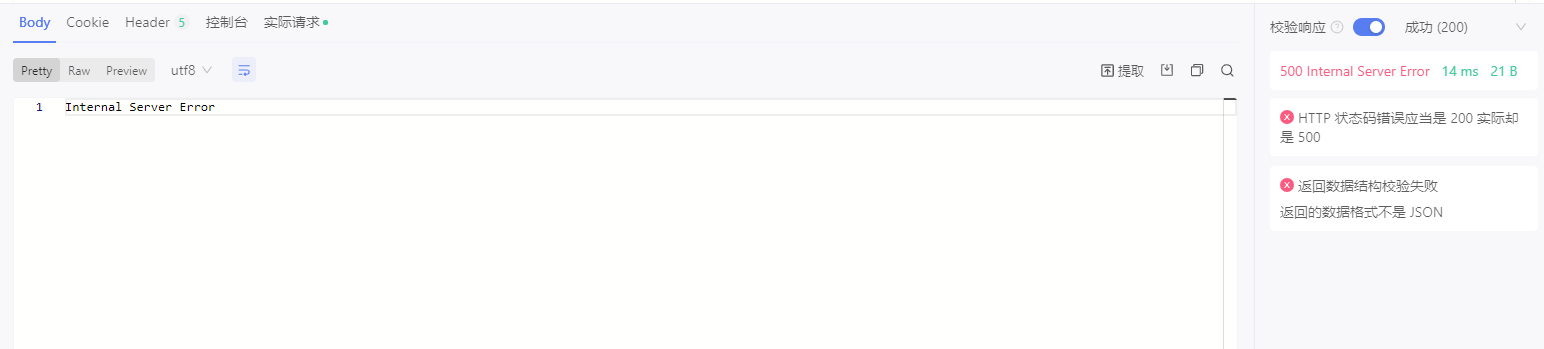 Body Cookie Header 5 控制台 实际请求
校验响应 成功 (200)
Pretty Raw Preview utf8
提取
500 Internal Server Error 14 ms 21 B
1 Internal Server Error
HTTP 状态码错误应当是 200 实际却
是 500
返回数据结构校验失败
返回的数据格式不是 JSON